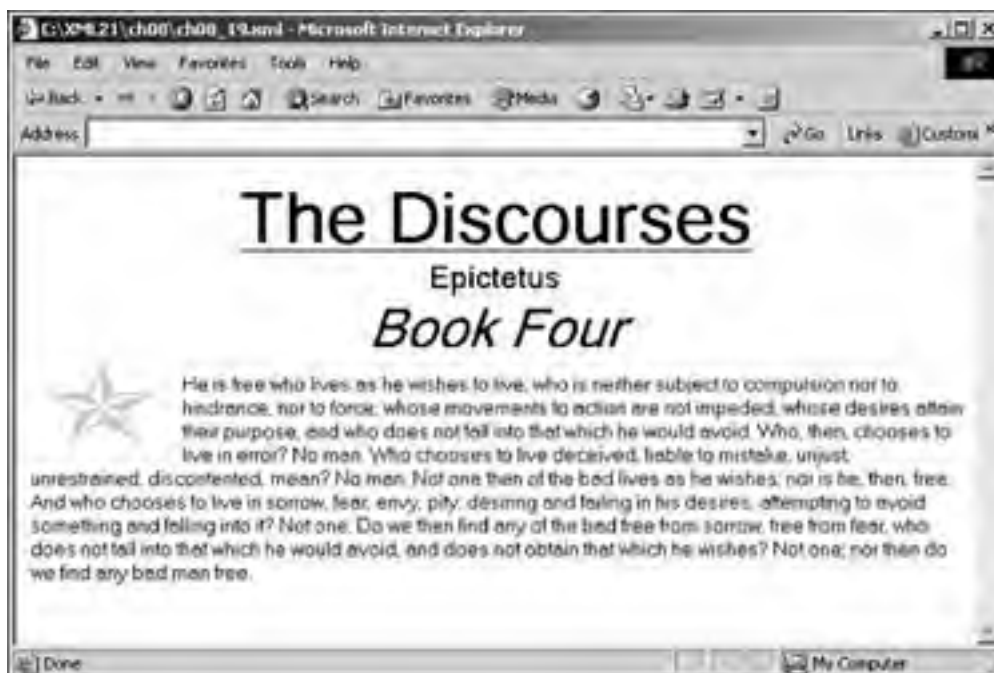 C:\XML21\ch08\ch08_19.xml - Microsoft Internet Explorer
File Edit View Favorites Tools Help
Back Search Favorites Media
Address Go Links Customi
The Discourses
Epictetus
Book Four
He is free who lives as he wishes to live, who is neither subject to compulsion nor to
hindrance, nor to force; whose movements to action are not impeded, whose desires attain
their purpose, and who does not fall into that which he would avoid. Who, then, chooses to
live in error? No man. Who chooses to live deceived, liable to mistake, unjust,
unrestrained, discontented, mean? No man. Not one then of the bad lives as he wishes; nor is he, then, free.
And who chooses to live in sorrow, fear, envy, pity, desiring and failing in his desires, attempting to avoid
something and falling into it? Not one. Do we then find any of the bad free from sorrow, free from fear, who
does not fall into that which he would avoid, and does not obtain that which he wishes? Not one; nor then do
we find any bad man free.
Done My Computer